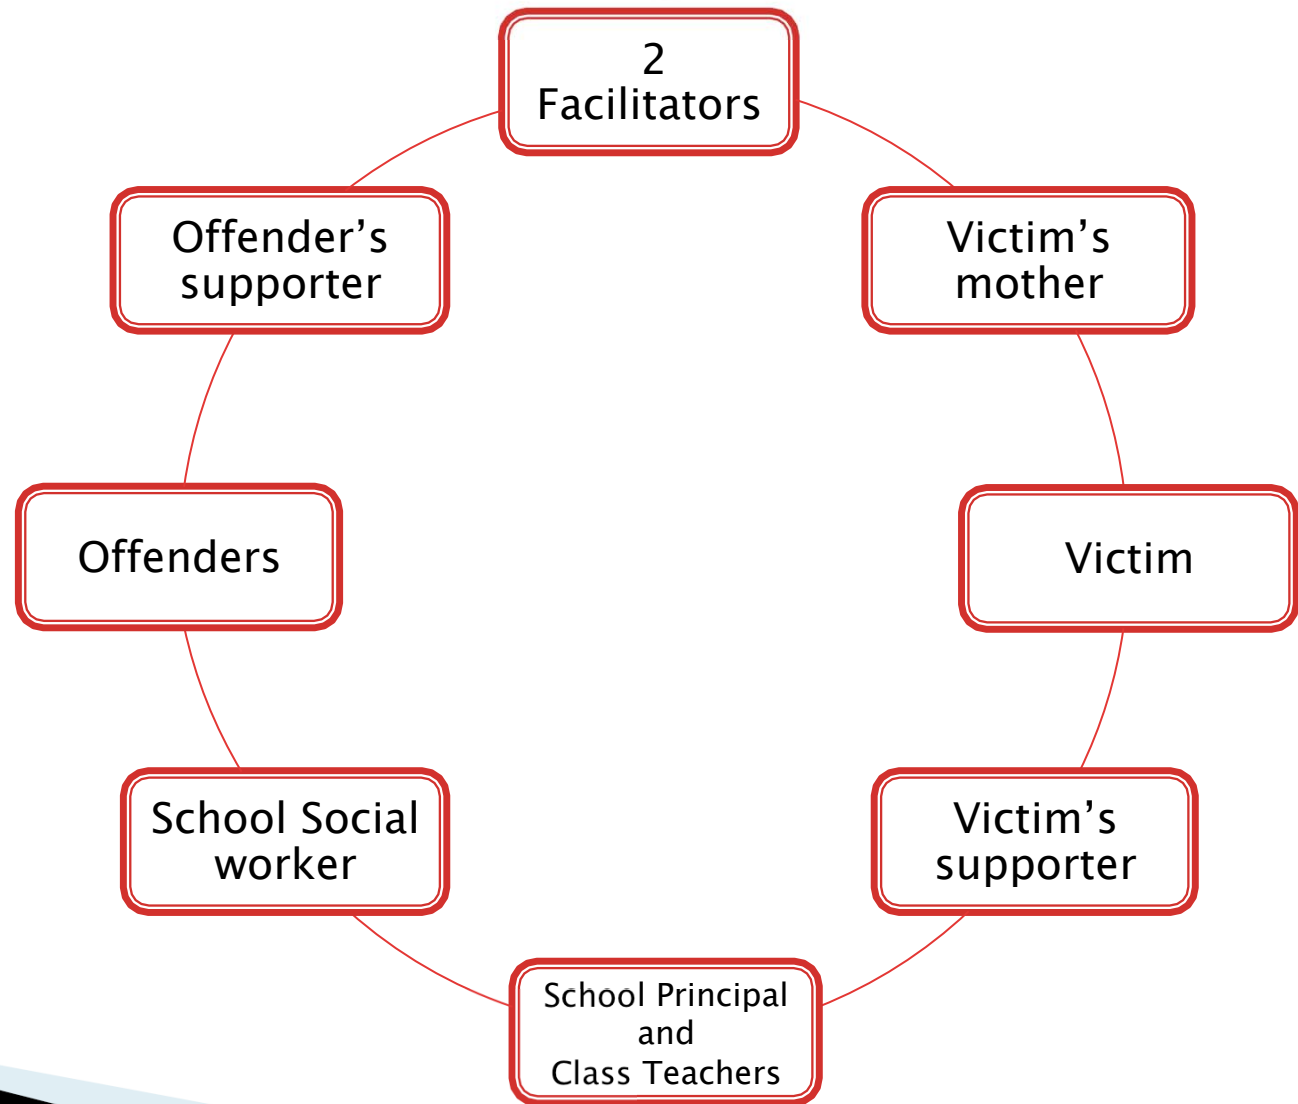 2
Facilitators
Offender’s
supporter
Victim’s
mother
Offenders
Victim
School Social
worker
Victim’s
supporter
School Principal
and
Class Teachers